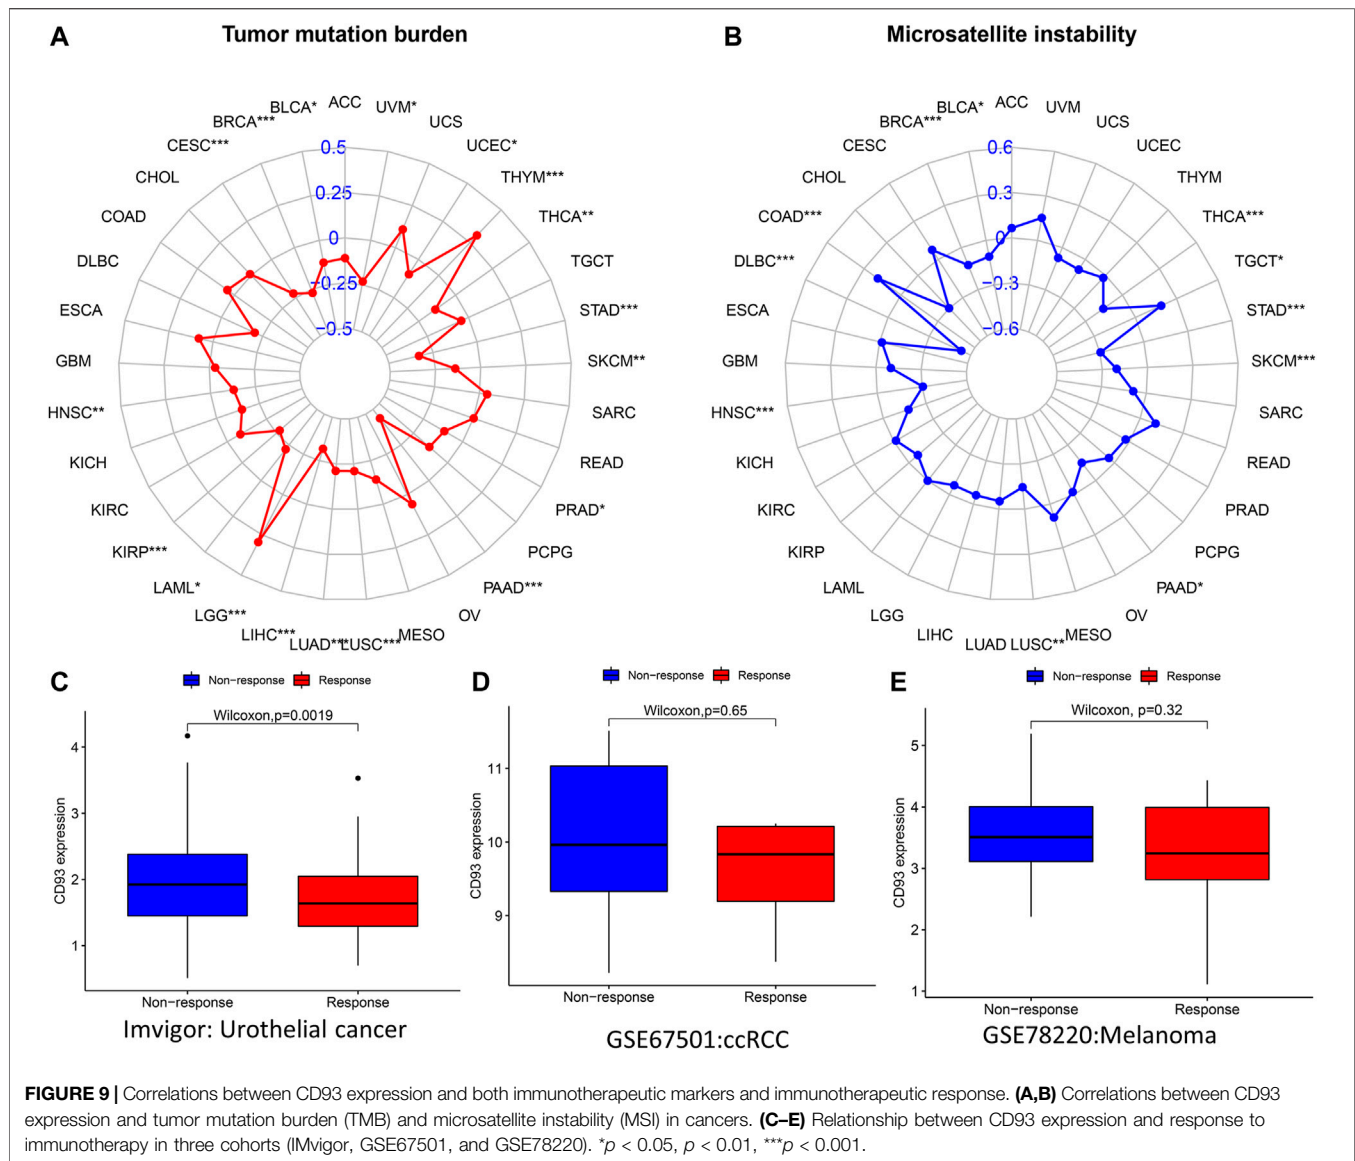 A
Tumor mutation burden
ACC
UVM*
UCS
UCEC*
THYM***
THCA**
TGCT
STAD***
SKCM**
SARC
READ
PRAD*
PCPG
PAAD***
OV
MESO
LUSC***
LUAD***
LIHC***
LGG***
LAML*
KIRP***
KIRC
KICH
HNSC**
GBM
ESCA
DLBC
COAD
CHOL
CESC***
BRCA***
BLCA*
0.5
0.25
0
−0.25
−0.5
B
Microsatellite instability
ACC
UVM
UCS
UCEC
THYM
THCA***
TGCT*
STAD***
SKCM***
SARC
READ
PRAD
PCPG
PAAD*
OV
MESO
LUSC**
LUAD
LIHC
LGG
LAML
KIRP
KIRC
KICH
HNSC***
GBM
ESCA
DLBC***
COAD***
CHOL
CESC
BRCA***
BLCA*
0.6
0.3
0
−0.3
−0.6
C
Non−response Response
Wilcoxon,p=0.0019
CD93 expression
4
3
2
1
Non−response Response
Imvigor: Urothelial cancer
D
Non−response Response
Wilcoxon,p=0.65
CD93 expression
11
10
9
Non−response Response
GSE67501:ccRCC
E
Non−response Response
Wilcoxon, p=0.32
CD93 expression
5
4
3
2
1
Non−response Response
GSE78220:Melanoma
FIGURE 9 | Correlations between CD93 expression and both immunotherapeutic markers and immunotherapeutic response. (A,B) Correlations between CD93
expression and tumor mutation burden (TMB) and microsatellite instability (MSI) in cancers. (C–E) Relationship between CD93 expression and response to
immunotherapy in three cohorts (IMvigor, GSE67501, and GSE78220). *p < 0.05, p < 0.01, ***p < 0.001.